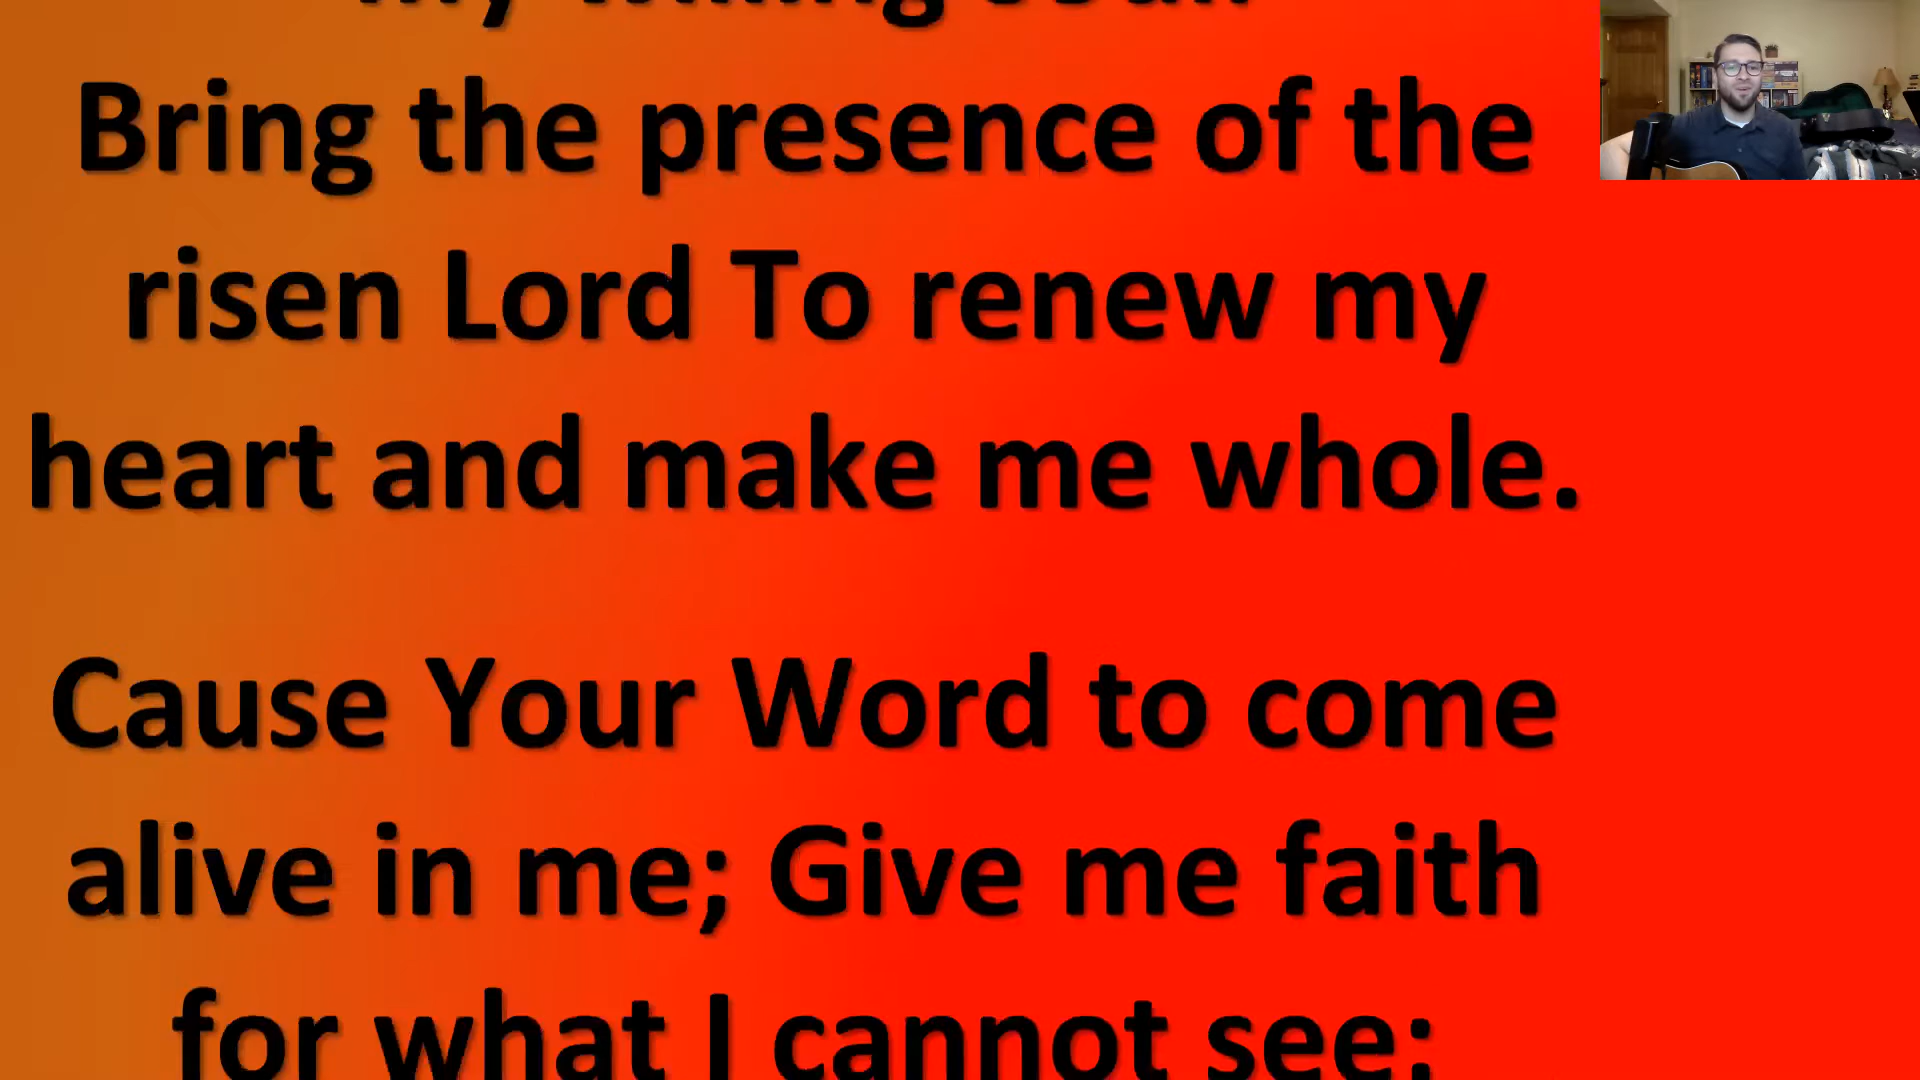 Bring the presence of the
risen Lord To renew my
heart and make me whole.
Cause Your Word to come
alive in me; Give me faith
for what I cannot see;